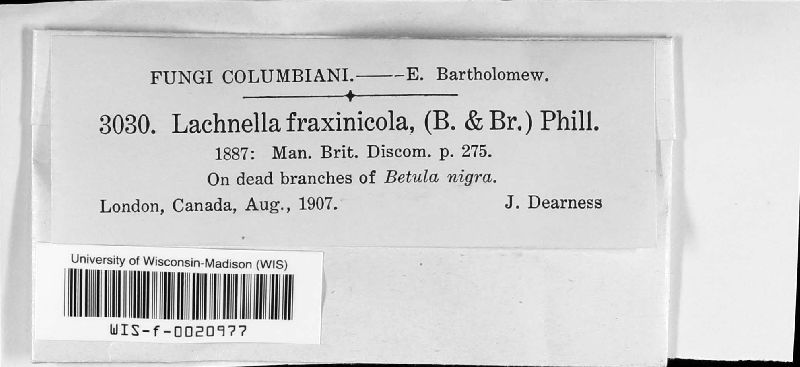 FUNGI COLUMBIANI.——E. Bartholomew.
3030. Lachnella fraxinicola, (B. & Br.) Phill.
1887: Man. Brit. Discom. p. 275.
On dead branches of Betula nigra.
London, Canada, Aug., 1907. J. Dearness
University of Wisconsin-Madison (WIS)
WIS-f-0020977